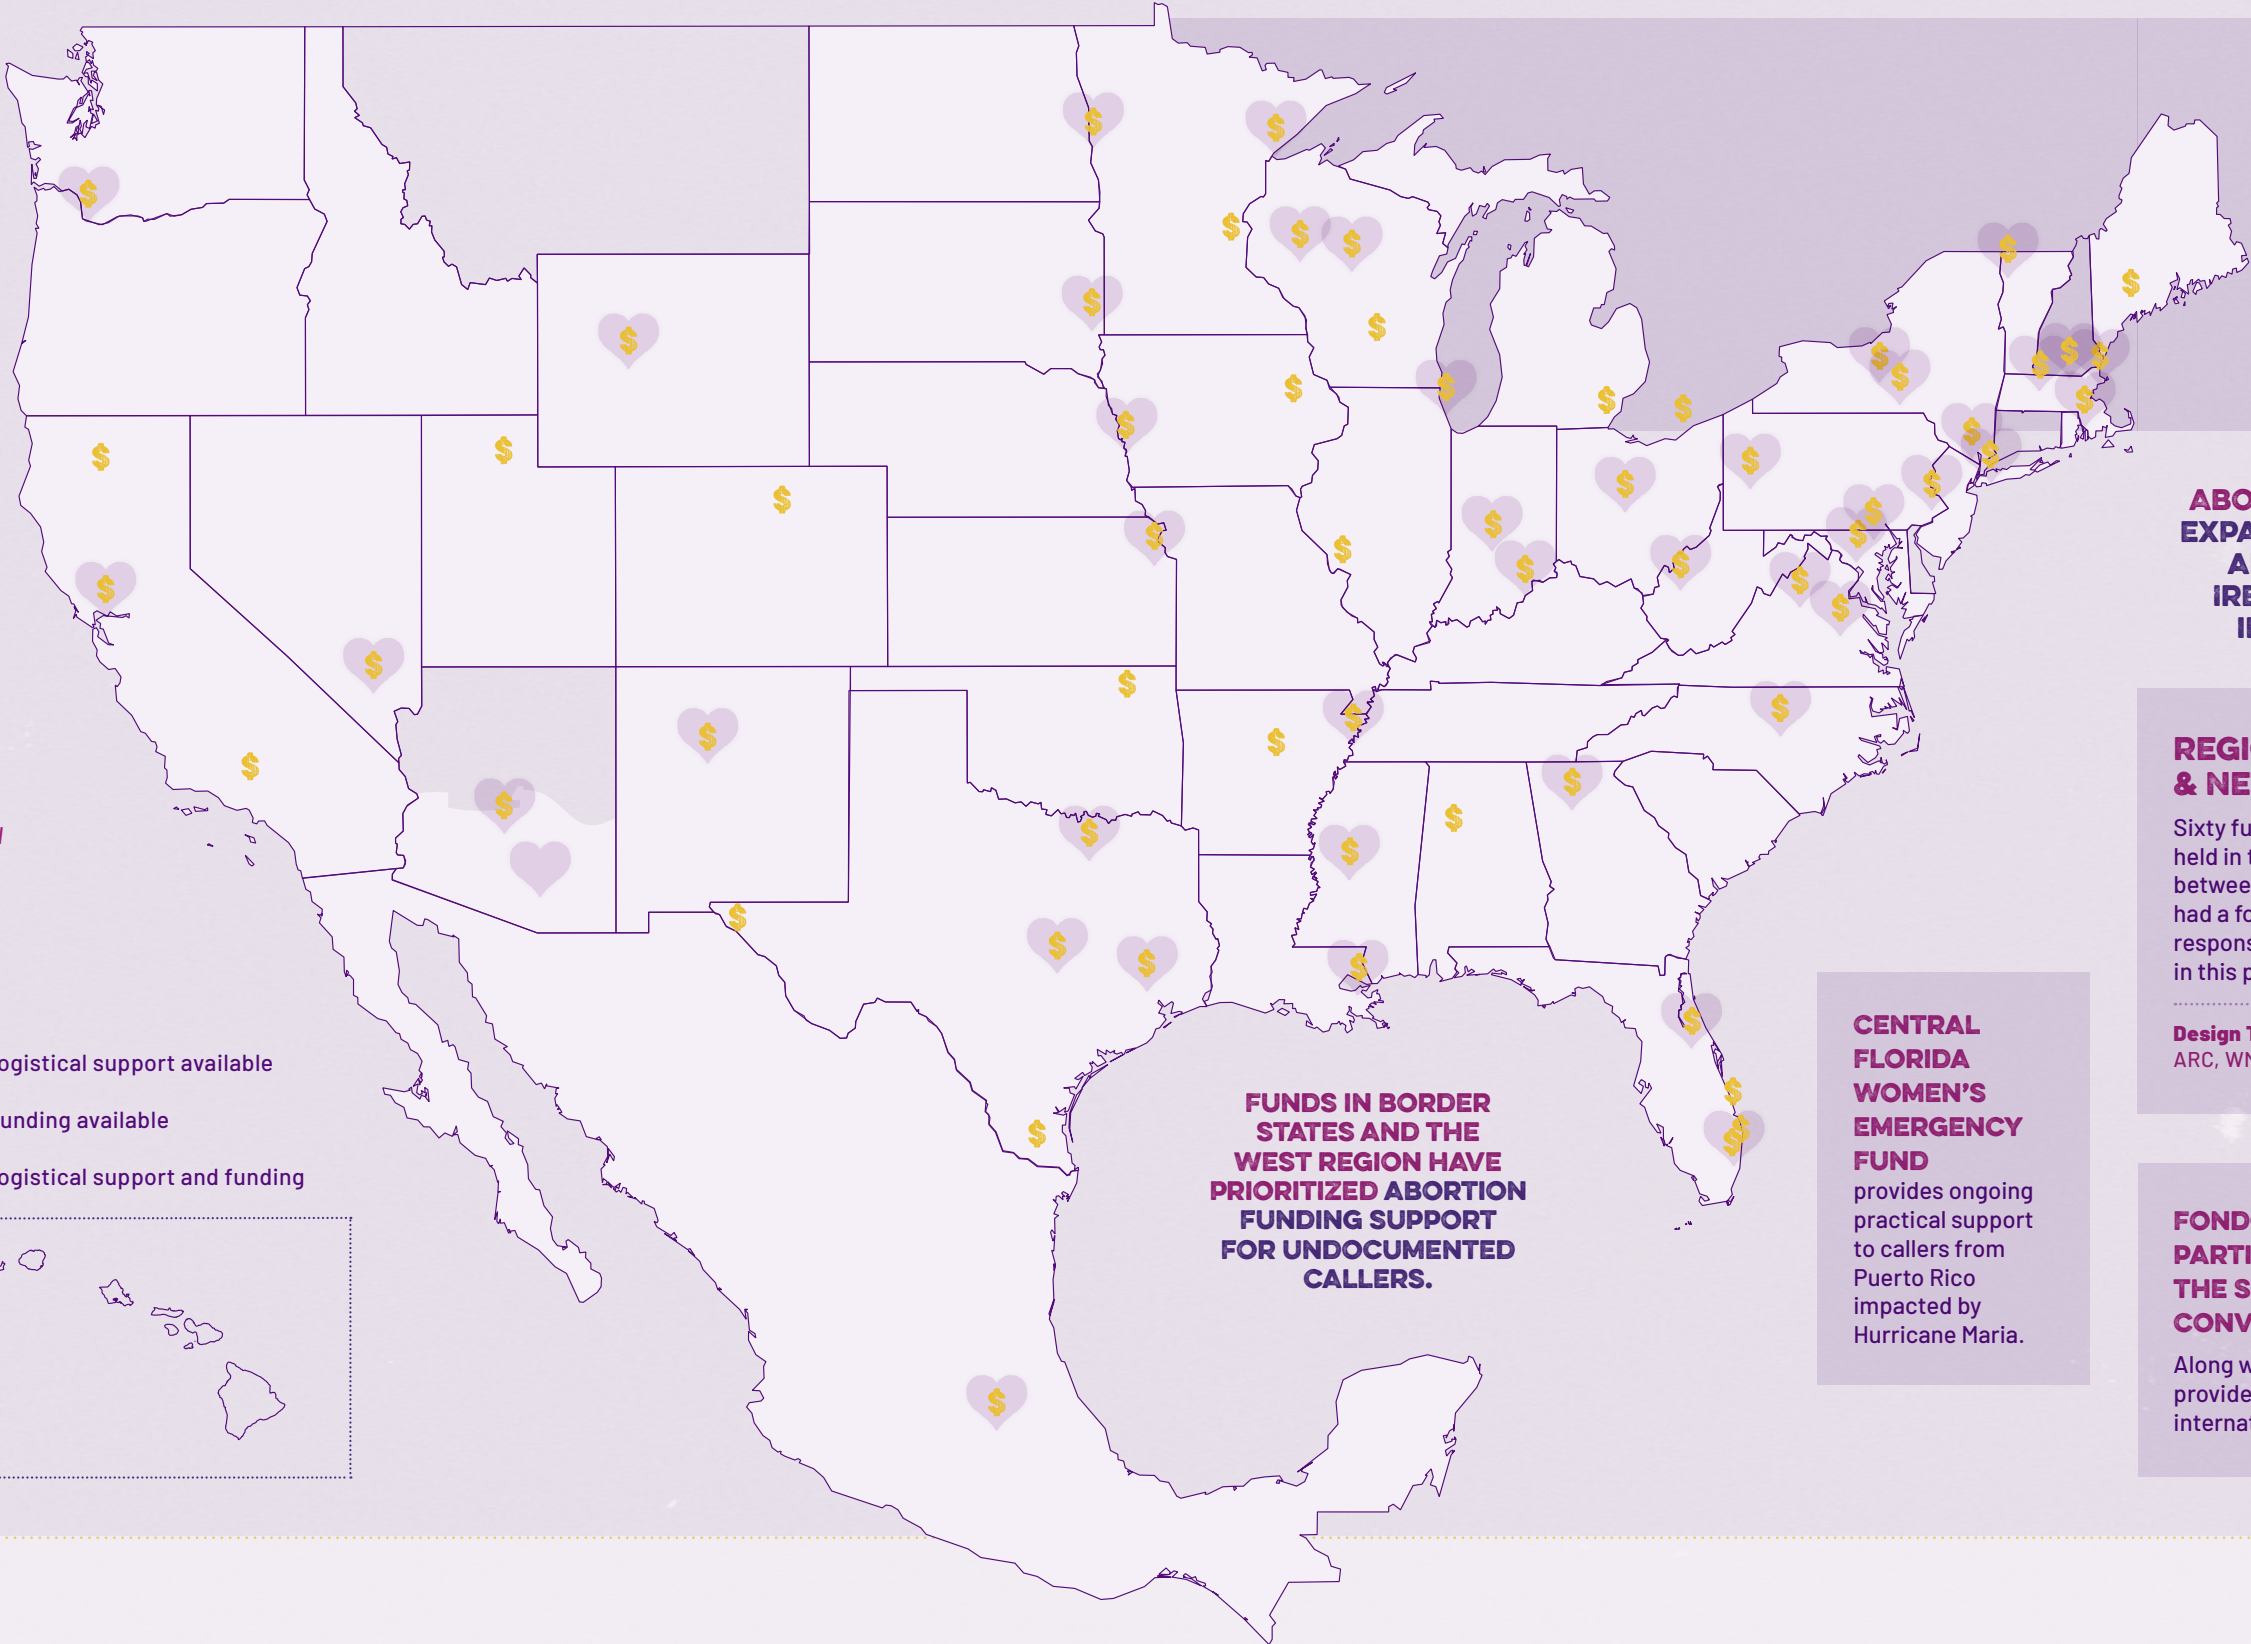 ogistical support available
unding available
ogistical support and funding
FUNDS IN BORDER
STATES AND THE
WEST REGION HAVE
PRIORITIZED ABORTION
FUNDING SUPPORT
FOR UNDOCUMENTED
CALLERS.
CENTRAL
FLORIDA
WOMEN'S
EMERGENCY
FUND
provides ongoing
practical support
to callers from
Puerto Rico
impacted by
Hurricane Maria.
ABO
EXPA
A
IRE
REGI
& NE
Sixty fu
held in t
betwee
had a fo
respons
in this p
Design T
ARC, WN
FOND
PARTI
THE S
CONV
Along w
provide
internat